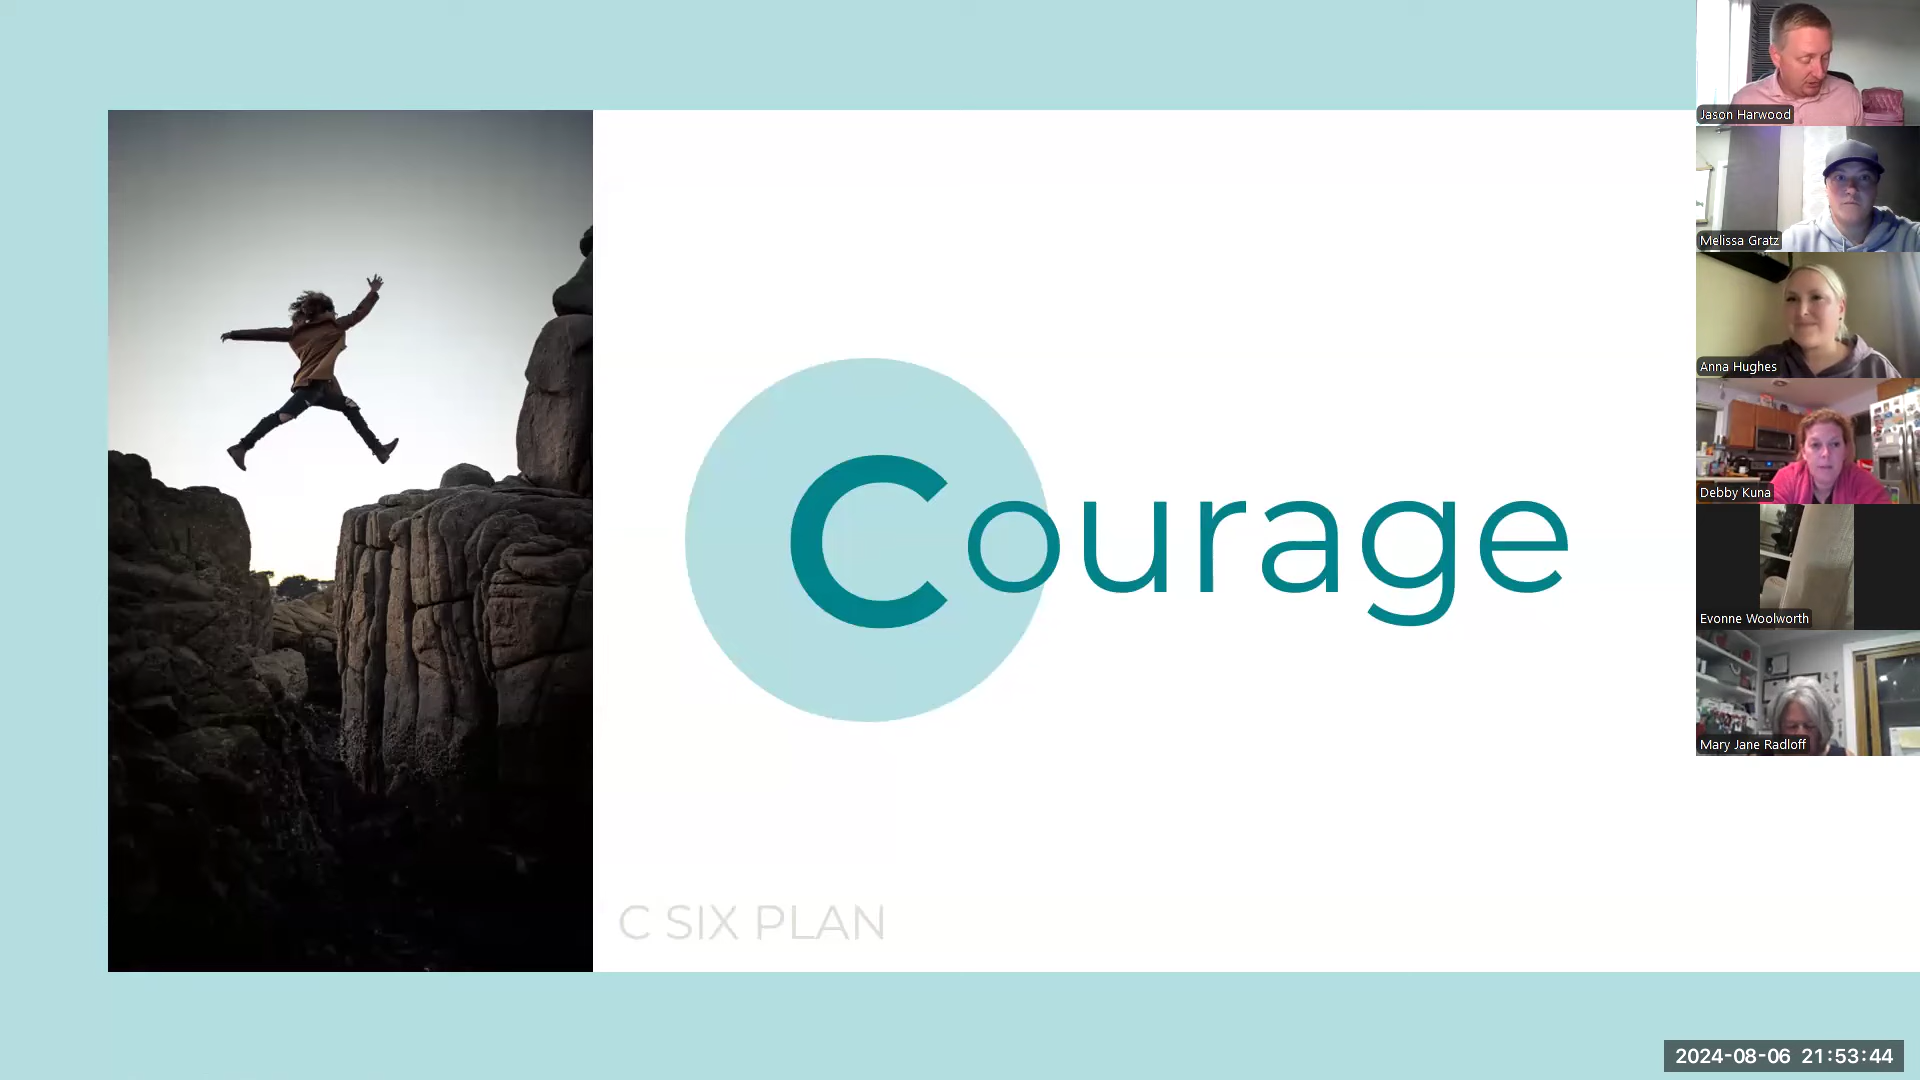 Courage
C SIX PLAN
Jason Harwood
Melissa Gratz
Anna Hughes
Debby Kuna
Evonne Woolworth
Mary Jane Radloff
2024-08-06 21:53:44